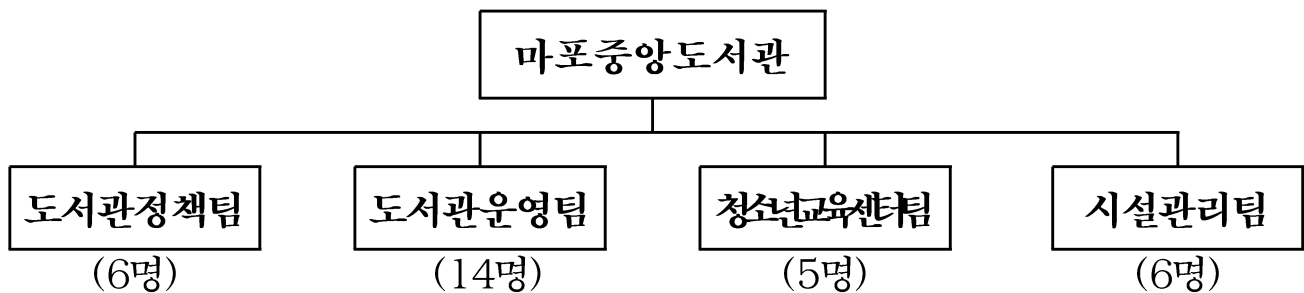 마포중앙도서관
도서관정책팀 도서관운영팀 청소년교육센터팀 시설관리팀
(6명) (14명) (5명) (6명)